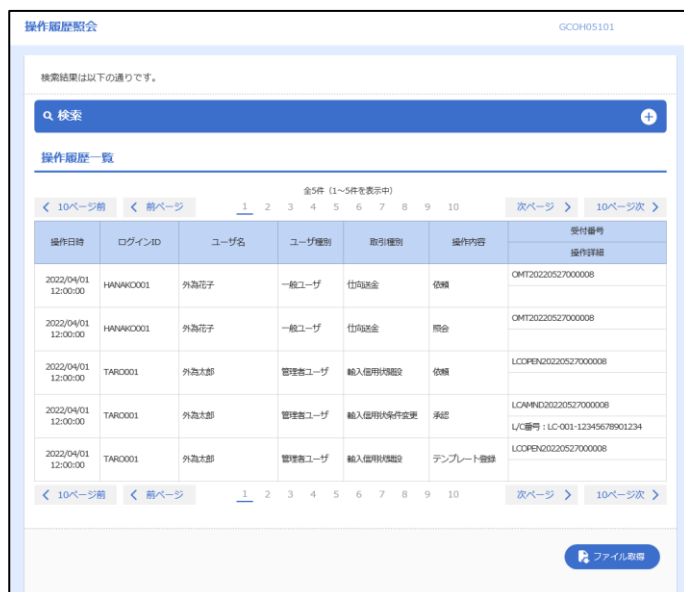 操作履歴照会
GCOH05101
検索結果は以下の通りです。
検索
操作履歴一覧
全5件（1～5件を表示中）
10ページ前 前ページ 1 2 3 4 5 6 7 8 9 10 次ページ 10ページ次
操作日時 ログインID ユーザ名 ユーザ種別 取引種別 操作内容 受付番号
操作詳細
2022/04/01 12:00:00 HANAKO001 外為花子 一般ユーザ 仕向送金 依頼 OMT20220527000008
2022/04/01 12:00:00 HANAKO001 外為花子 一般ユーザ 仕向送金 照会 OMT20220527000008
2022/04/01 12:00:00 TARO001 外為太郎 管理者ユーザ 輸入信用状開設 依頼 LCOPEN20220527000008
2022/04/01 12:00:00 TARO001 外為太郎 管理者ユーザ 輸入信用状条件変更 承認 LCAMND20220527000008
L/C番号：LC-001-12345678901234
2022/04/01 12:00:00 TARO001 外為太郎 管理者ユーザ 輸入信用状開設 テンプレート登録 LCOPEN20220527000008
10ページ前 前ページ 1 2 3 4 5 6 7 8 9 10 次ページ 10ページ次
ファイル取得